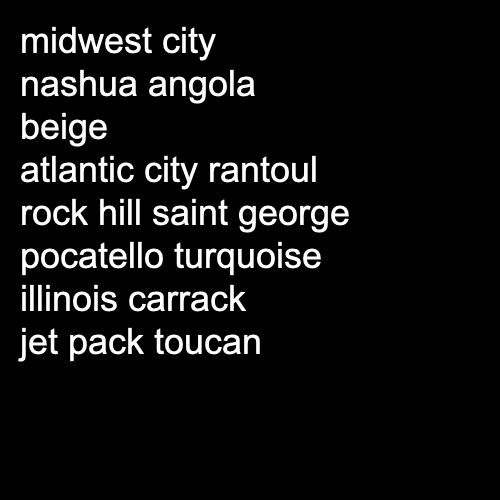 midwest city
nashua angola
beige
atlantic city rantoul
rock hill saint george
pocatello turquoise
illinois carrack
jet pack toucan